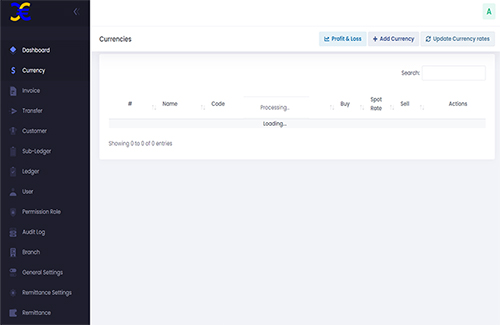 A
Currencies
Profit & Loss
+ Add Currency
Update Currency rates
Dashboard
Currency
Invoice
Transfer
Customer
Sub-Ledger
Ledger
User
Permission Role
Audit Log
Branch
General Settings
Remittance Settings
Remittance
Search:
# Name Code Buy Spot Rate Sell Actions
Processing..
Loading...
Showing 0 to 0 of 0 entries